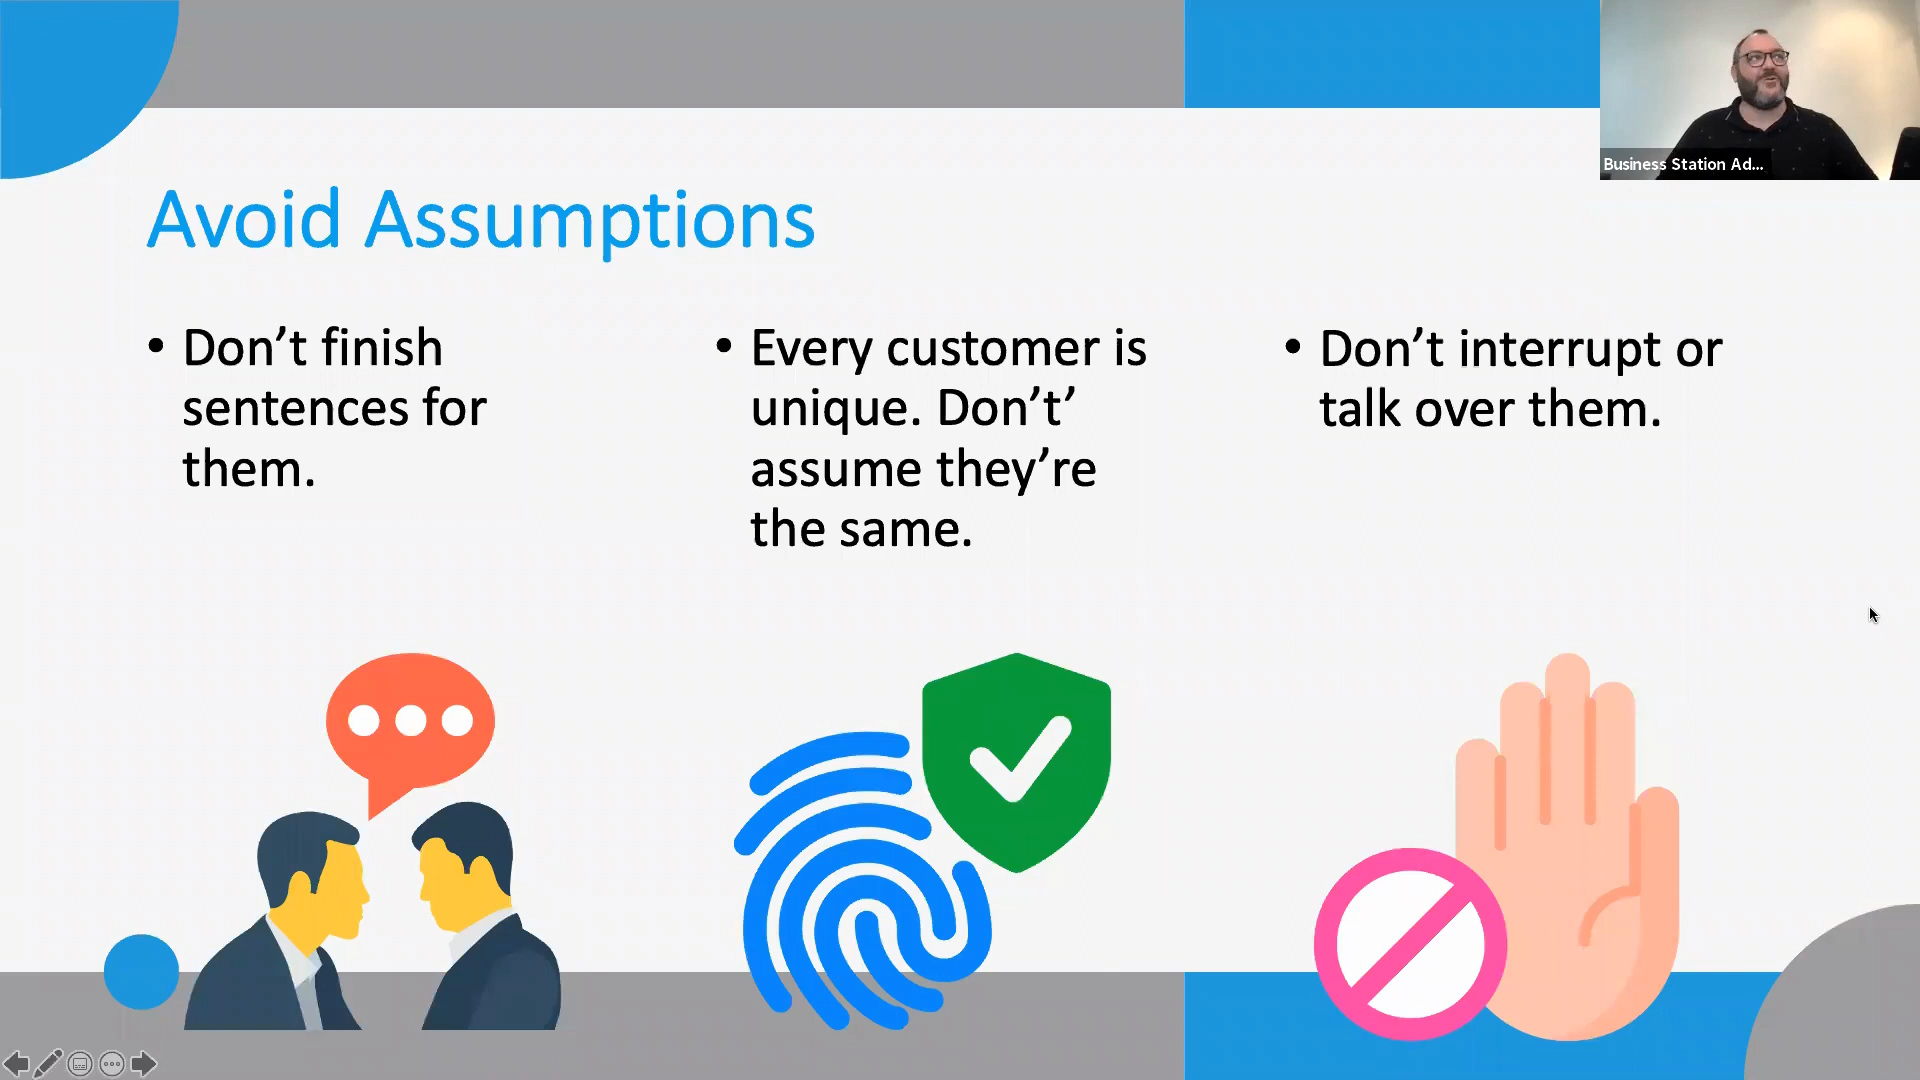 Business Station Ad...
Avoid Assumptions
• Don’t finish
sentences for
them.
• Every customer is
unique. Don’t’
assume they’re
the same.
• Don’t interrupt or
talk over them.